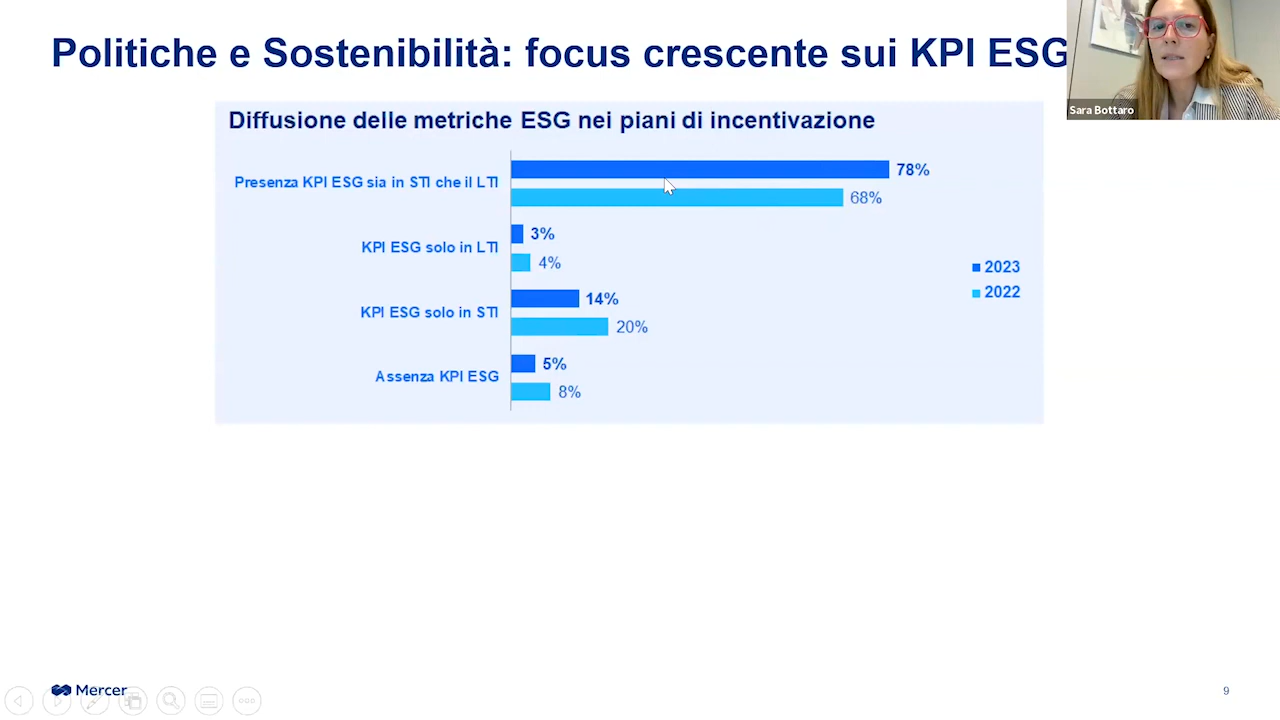 Politiche e Sostenibilità: focus crescente sui KPI ESG
Sara Bottaro
Diffusione delle metriche ESG nei piani di incentivazione
Presenza KPI ESG sia in STI che il LTI
78%
68%
KPI ESG solo in LTI
3%
4%
KPI ESG solo in STI
14%
20%
Assenza KPI ESG
5%
8%
2023
2022
Mercer
9